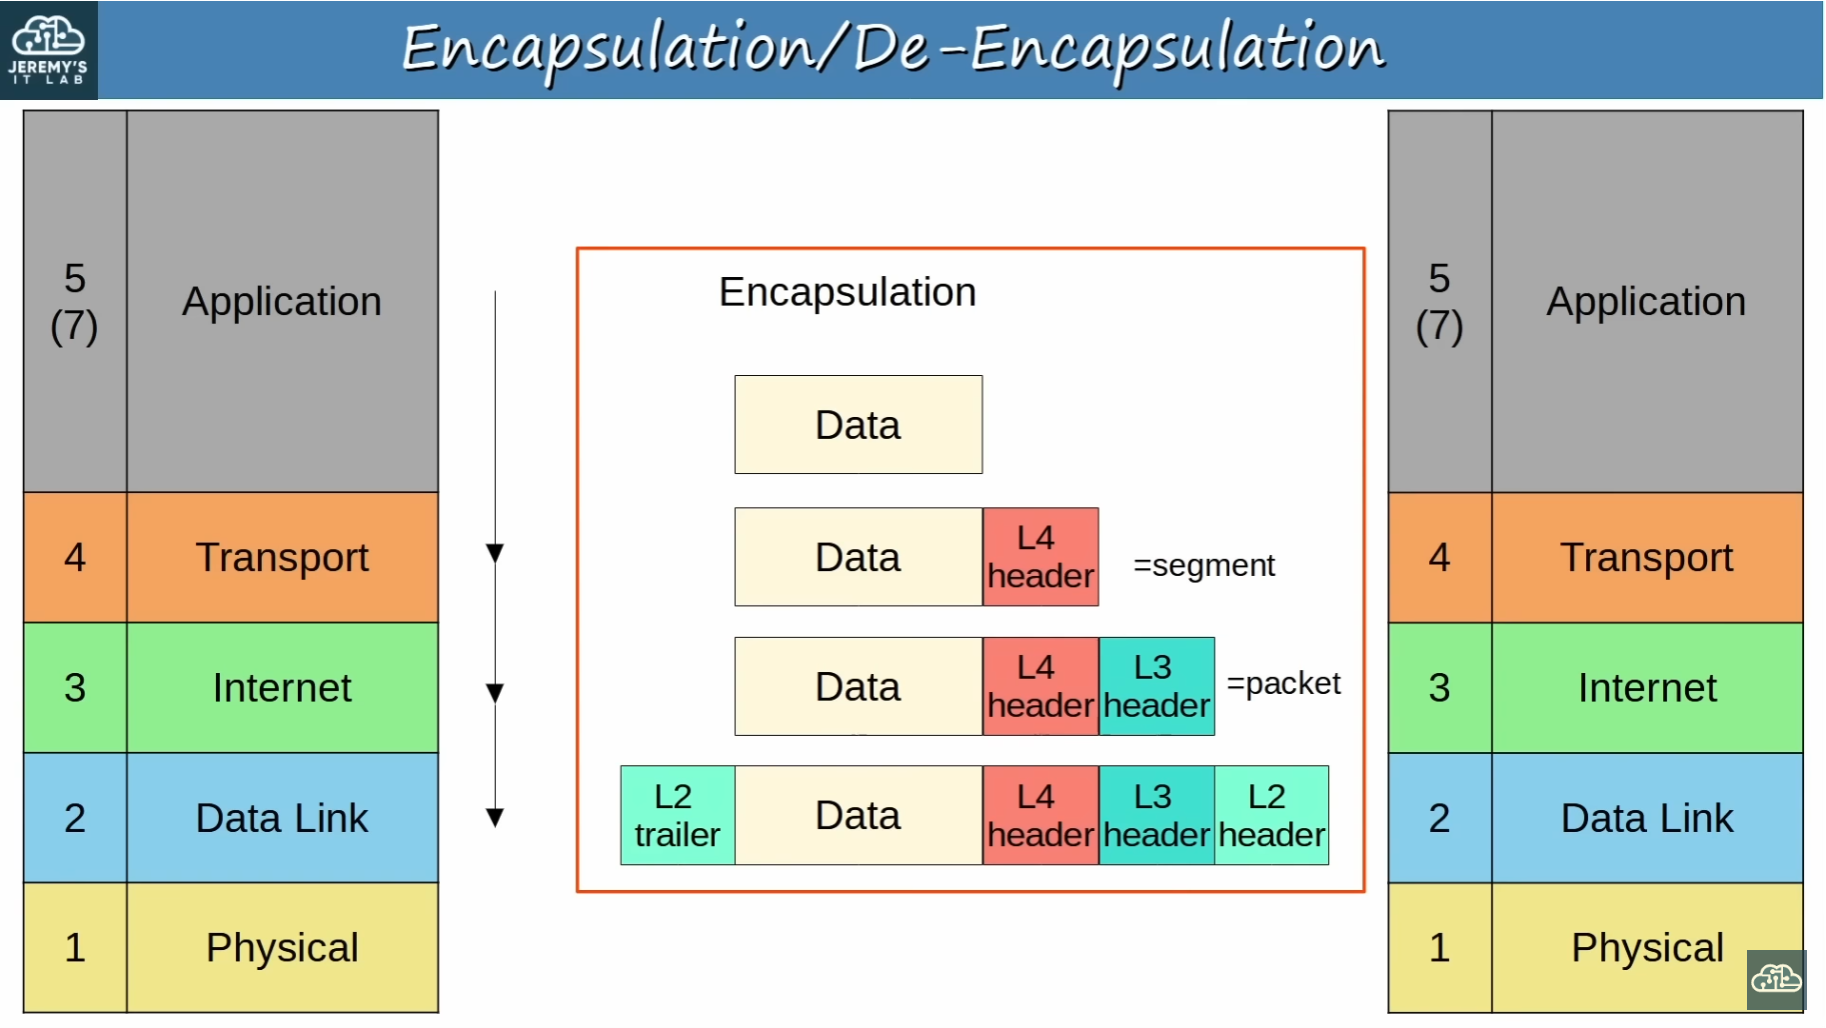 JEREMY'S
IT LAB
Encapsulation/De-Encapsulation
5
(7)
Application
4
Transport
3
Internet
2
Data Link
1
Physical
Encapsulation
Data
Data
L4
header
=segment
Data
L4
header
L3
header
=packet
L2
trailer
Data
L4
header
L3
header
L2
header
5
(7)
Application
4
Transport
3
Internet
2
Data Link
1
Physical